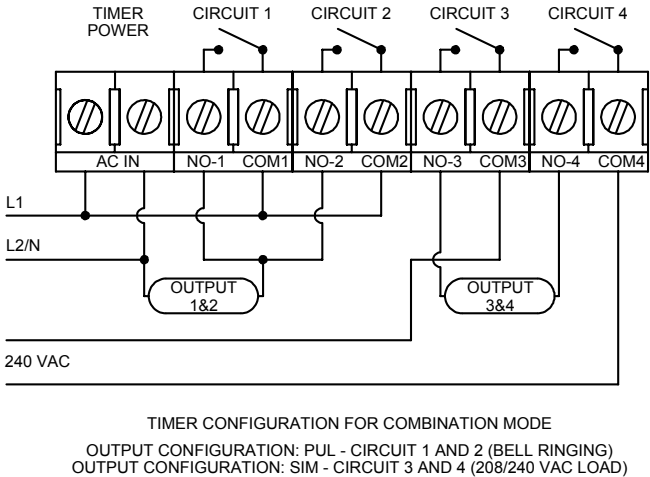 TIMER POWER CIRCUIT 1 CIRCUIT 2 CIRCUIT 3 CIRCUIT 4
AC IN NO-1 COM1 NO-2 COM2 NO-3 COM3 NO-4 COM4
L1
L2/N
OUTPUT 1&2
OUTPUT 3&4
240 VAC
TIMER CONFIGURATION FOR COMBINATION MODE
OUTPUT CONFIGURATION: PUL - CIRCUIT 1 AND 2 (BELL RINGING)
OUTPUT CONFIGURATION: SIM - CIRCUIT 3 AND 4 (208/240 VAC LOAD)